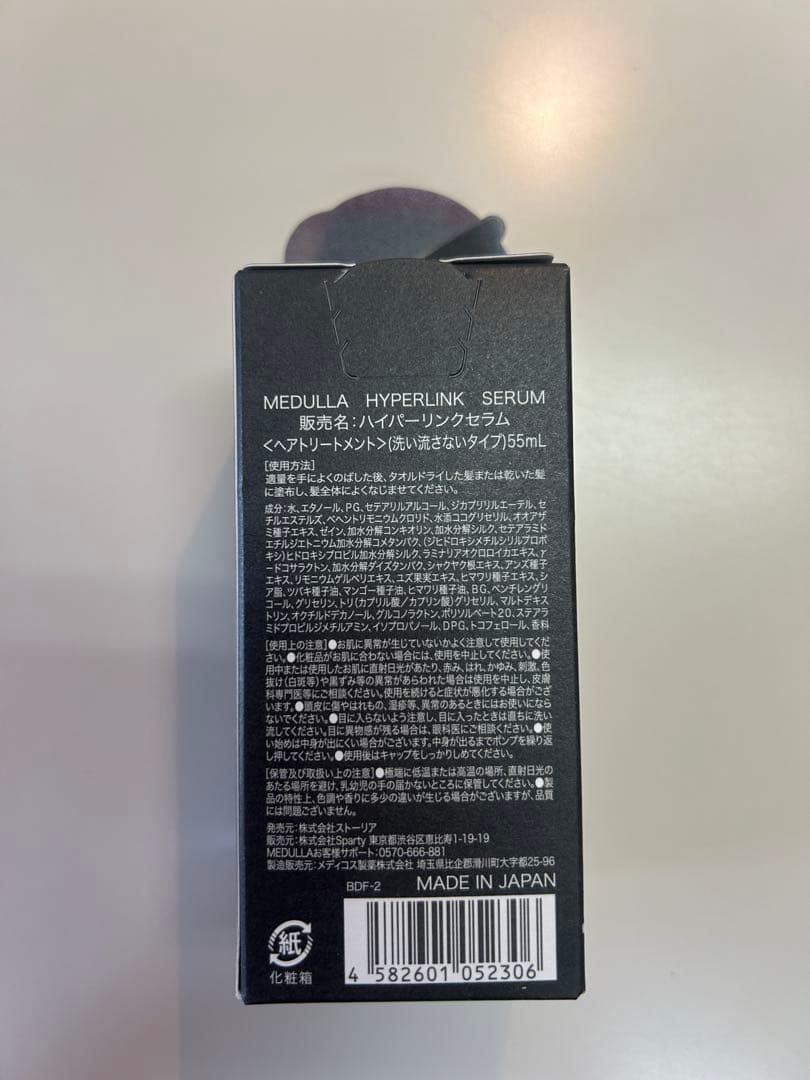 MEDULLA HYPERLINK SERUM
販売名:ハイパーリンクセラム
<ヘアトリートメント>(洗い流さないタイプ)55mL
[使用方法]
適量を手によくのばした後、タオルドライした髪または乾いた髪
に塗布し、髪全体によくなじませてください。
成分:水、エタノール、PG、セテアリルアルコール、ジカプリリルエーテル、セ
チルエステルズ、ベヘントリモニウムクロリド、水添ココグリセリル、オオアザ
ミ種子エキス、ゼイン、加水分解コンキオリン、加水分解シルク、セテアラミド
エチルジエトニウム加水分解コメタンパク、(ジヒドロキシメチルシリルプロポ
キシ)ヒドロキシプロピル加水分解シルク、ラミナリアオクロロイカエキス、γ
-ドコサラクトン、加水分解ダイズタンパク、シャクヤク根エキス、アンズ種子
エキス、リモニウムゲルベリエキス、ユズ果実エキス、ヒマワリ種子エキス、シ
ア脂、ツバキ種子油、マンゴー種子油、ヒマワリ種子油、BG、ペンチレングリ
コール、グリセリン、トリ(カプリル酸/カプリン酸)グリセリル、マルトデキス
トリン、オクチルドデカノール、グルコノラクトン、ポリソルベート20、ステアラ
ミドプロピルジメチルアミン、イソプロパノール、DPG、トコフェロール、香料
[使用上の注意]●お肌に異常が生じていないかよく注意して使用してくだ
さい。●化粧品がお肌に合わない場合には、使用を中止してください。●使
用中または使用したお肌に直射日光があたり、赤み、はれ、かゆみ、刺激、色
抜け(白斑等)や黒ずみ等の異常があらわれた場合は使用を中止し、皮膚
科専門医等にご相談ください。使用を続けると症状が悪化する場合がござ
います。●頭皮に傷やはれもの、湿疹等、異常のあるときにはお使いになら
ないでください。●目に入らないよう注意し、目に入ったときは直ちに洗い
流してください。目に異物感が残る場合は、眼科医にご相談ください。●使
い始めは中身が出にくい場合がございます。中身が出るまでポンプを繰り返
し押してください。●使用後はキャップをしっかりしめてください。
[保管及び取扱い上の注意]●極端に低温または高温の場所、直射日光の
あたる場所を避け、乳幼児の手の届かないところに保管してください。●製
品の特性上、色調や香りに多少の違いが生じる場合がございますが、品質
には問題ございません。
発売元:株式会社ストーリア
販売元:株式会社Sparty 東京都渋谷区恵比寿1-19-19
MEDULLAお客様サポート:0570-666-881
製造販売元:メディコス製薬株式会社 埼玉県比企郡滑川町大字都25-96
BDF-2 MADE IN JAPAN
紙
化粧箱
4 582601 052306